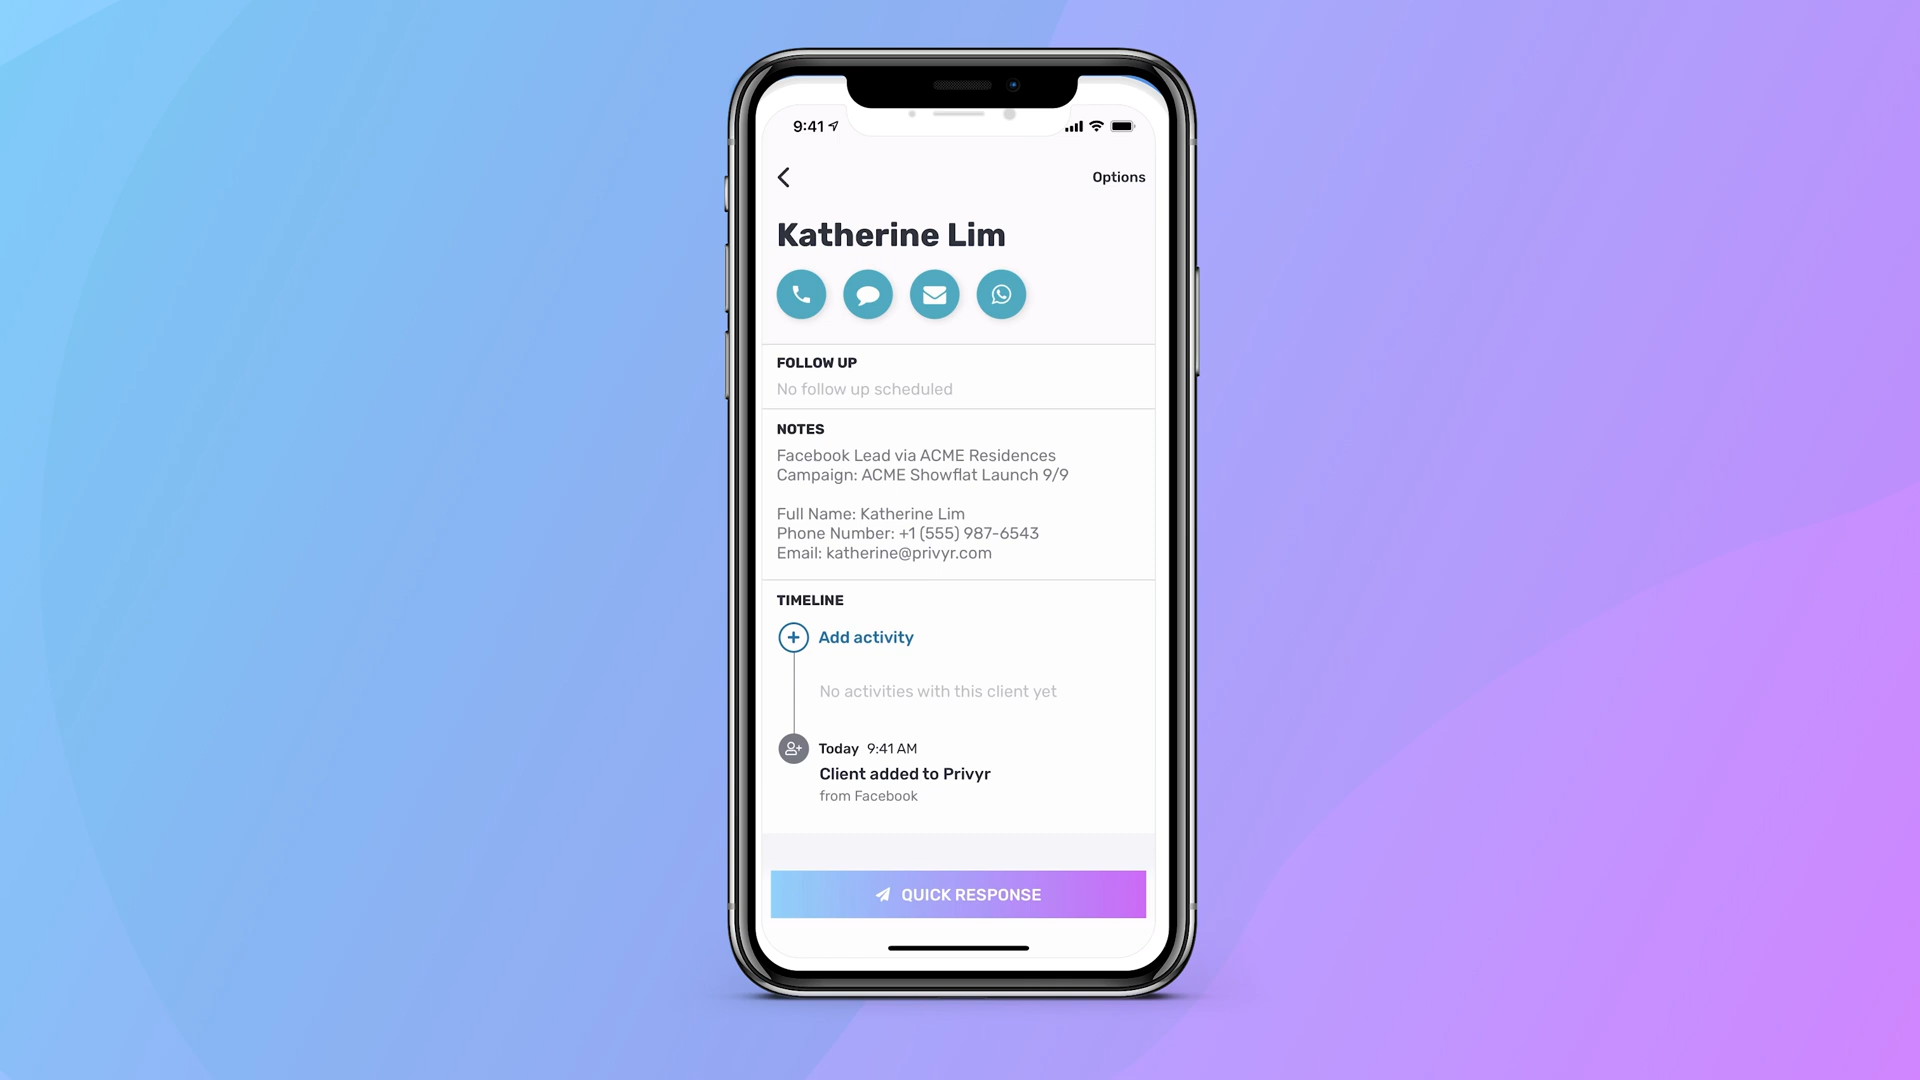 9:41
Options
Katherine Lim
FOLLOW UP
No follow up scheduled
NOTES
Facebook Lead via ACME Residences
Campaign: ACME Showflat Launch 9/9
Full Name: Katherine Lim
Phone Number: +1 (555) 987-6543
Email: katherine@privyr.com
TIMELINE
Add activity
No activities with this client yet
Today 9:41 AM
Client added to Privyr
from Facebook
QUICK RESPONSE